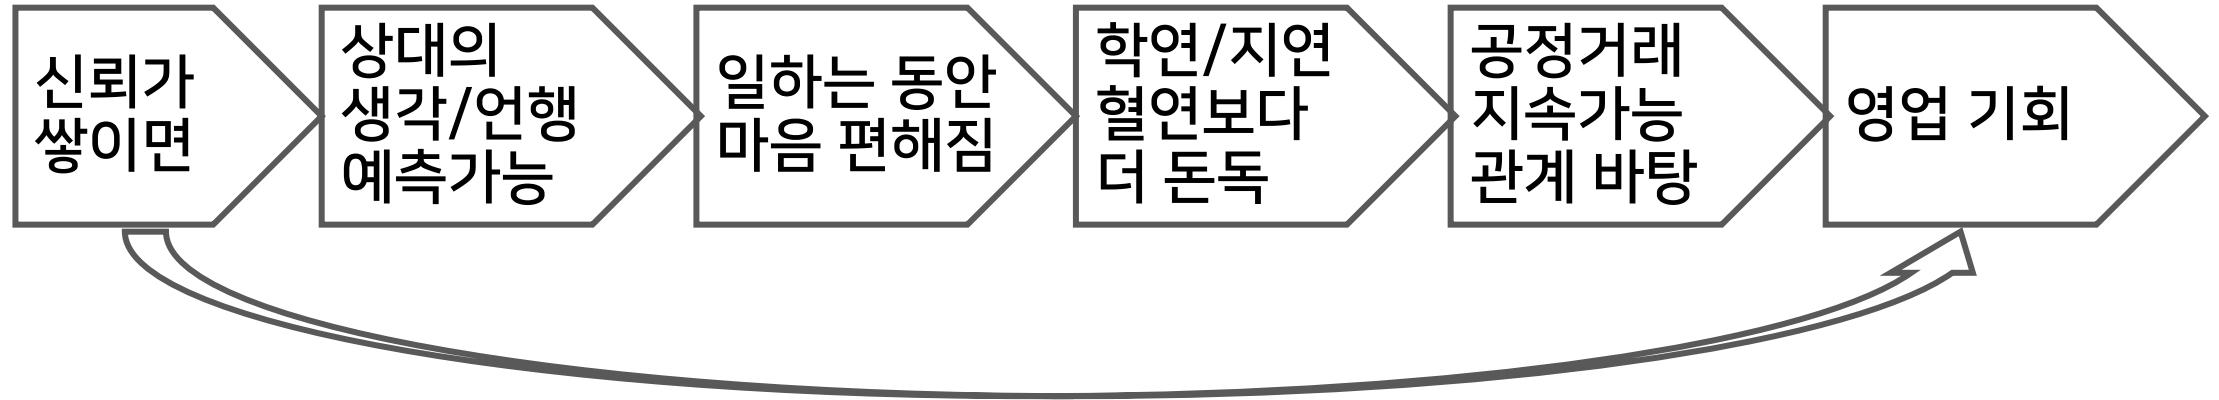 신뢰가
쌓이면
상대의
생각/언행
예측가능
일하는 동안
마음 편해짐
학연/지연
혈연보다
더 돈독
공정거래
지속가능
관계 바탕
영업 기회